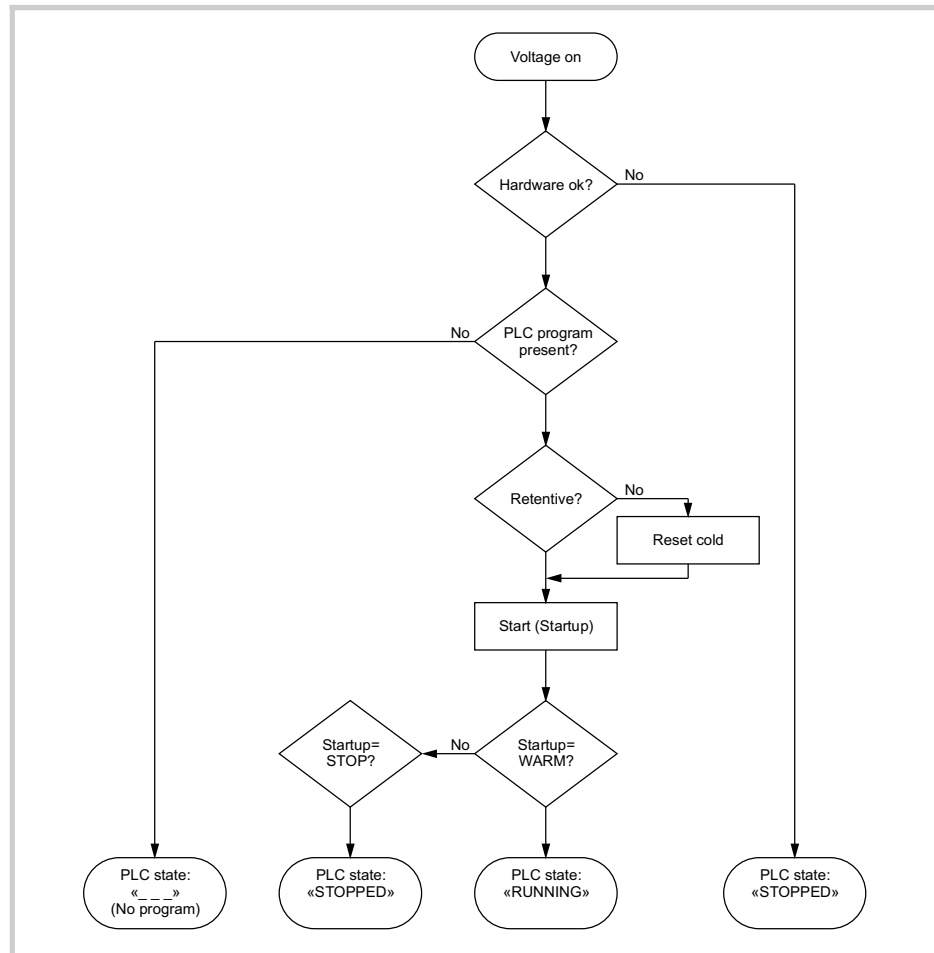 Voltage on
Hardware ok?
No
PLC program
present?
No
Retentive?
No
Reset cold
Start (Startup)
Startup=
WARM?
No
Startup=
STOP?
PLC state:
«_ _ _»
(No program)
PLC state:
«STOPPED»
PLC state:
«RUNNING»
PLC state:
«STOPPED»